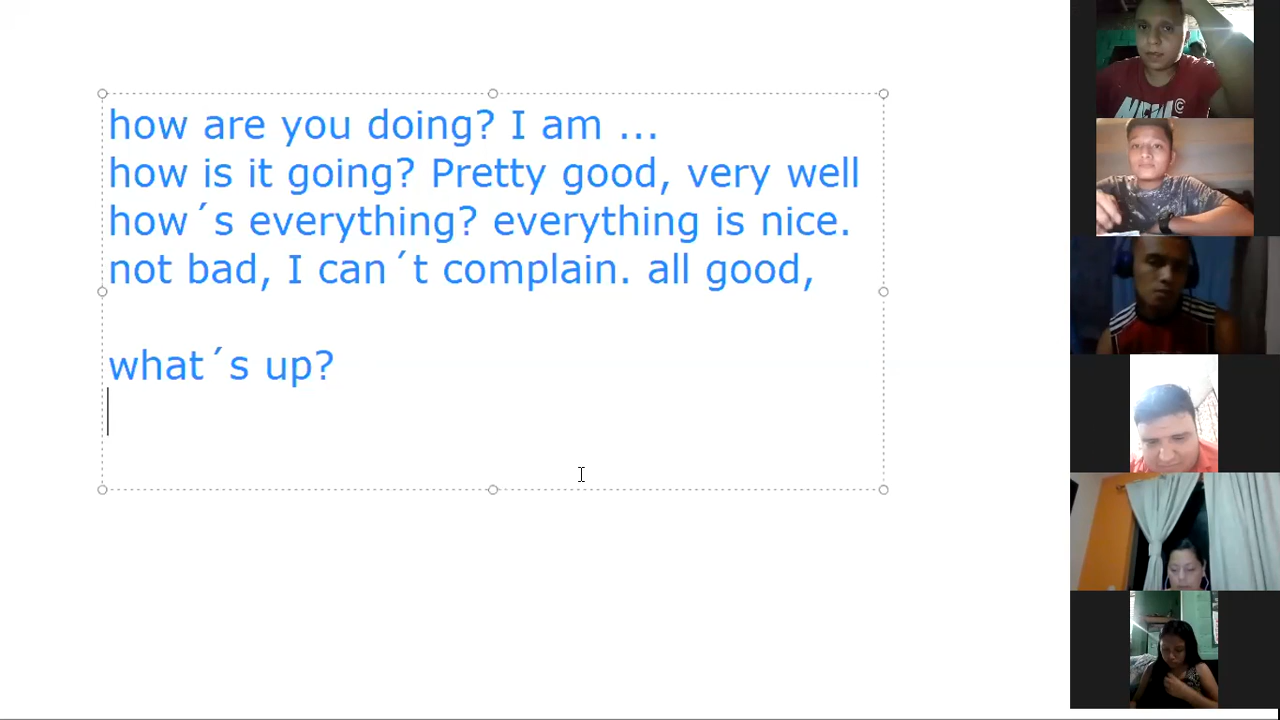 how are you doing? I am ...
how is it going? Pretty good, very well
how´s everything? everything is nice.
not bad, I can´t complain. all good,
what´s up?